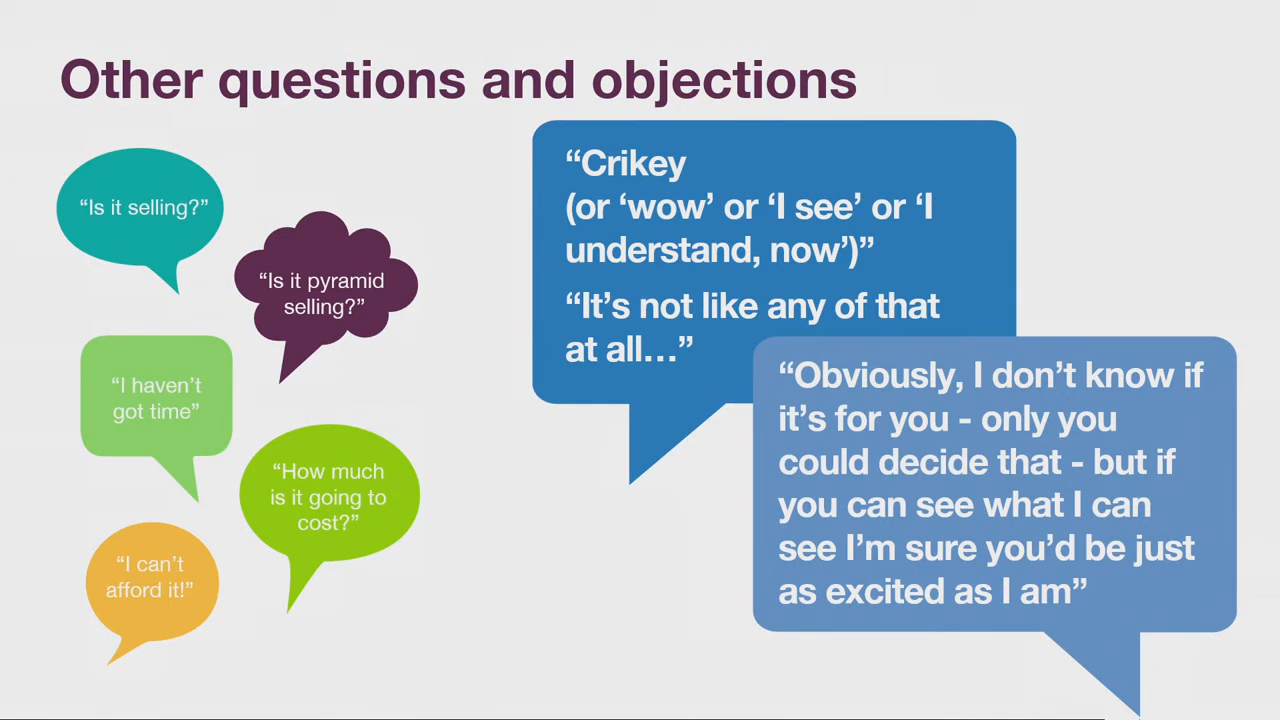 Other questions and objections
“Is it selling?”
“Is it pyramid
selling?”
“I haven’t
got time”
“How much
is it going to
cost?”
“I can’t
afford it!”
“Crikey
(or ‘wow’ or ‘I see’ or ‘I
understand, now’)”
“It’s not like any of that
at all…”
“Obviously, I don’t know if
it’s for you - only you
could decide that - but if
you can see what I can
see I’m sure you’d be just
as excited as I am”